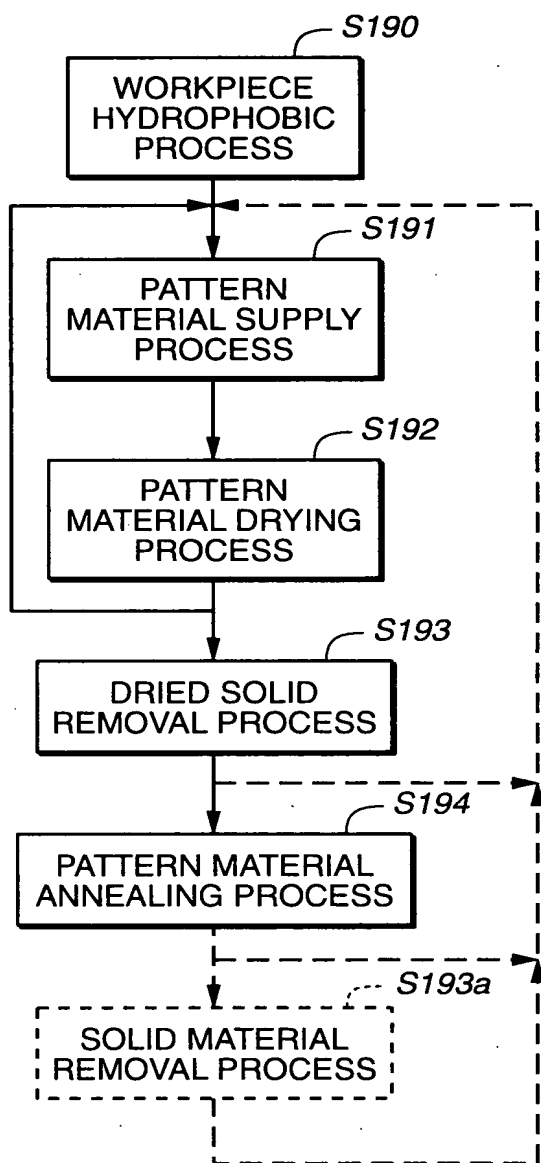 S190
WORKPIECE
HYDROPHOBIC
PROCESS
S191
PATTERN
MATERIAL SUPPLY
PROCESS
S192
PATTERN
MATERIAL DRYING
PROCESS
S193
DRIED SOLID
REMOVAL PROCESS
S194
PATTERN MATERIAL
ANNEALING PROCESS
S193a
SOLID MATERIAL
REMOVAL PROCESS